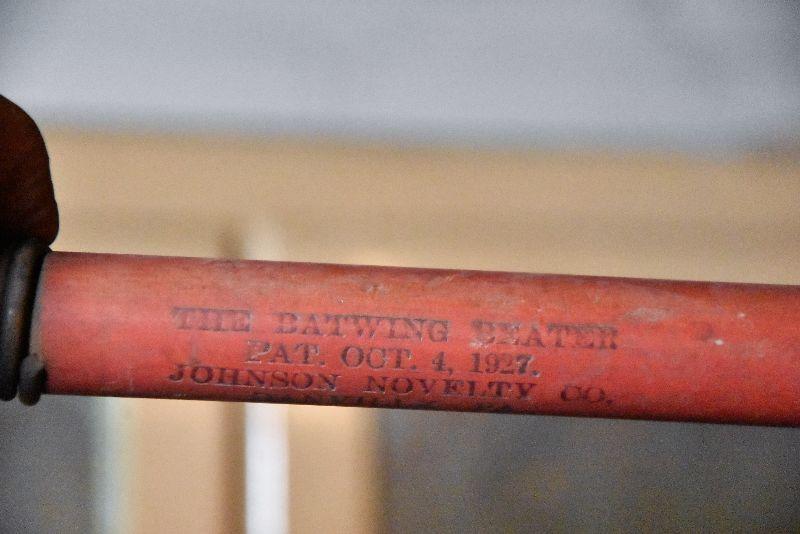 THE BATWING BEATER
PAT. OCT. 4, 1927.
JOHNSON NOVELTY CO.